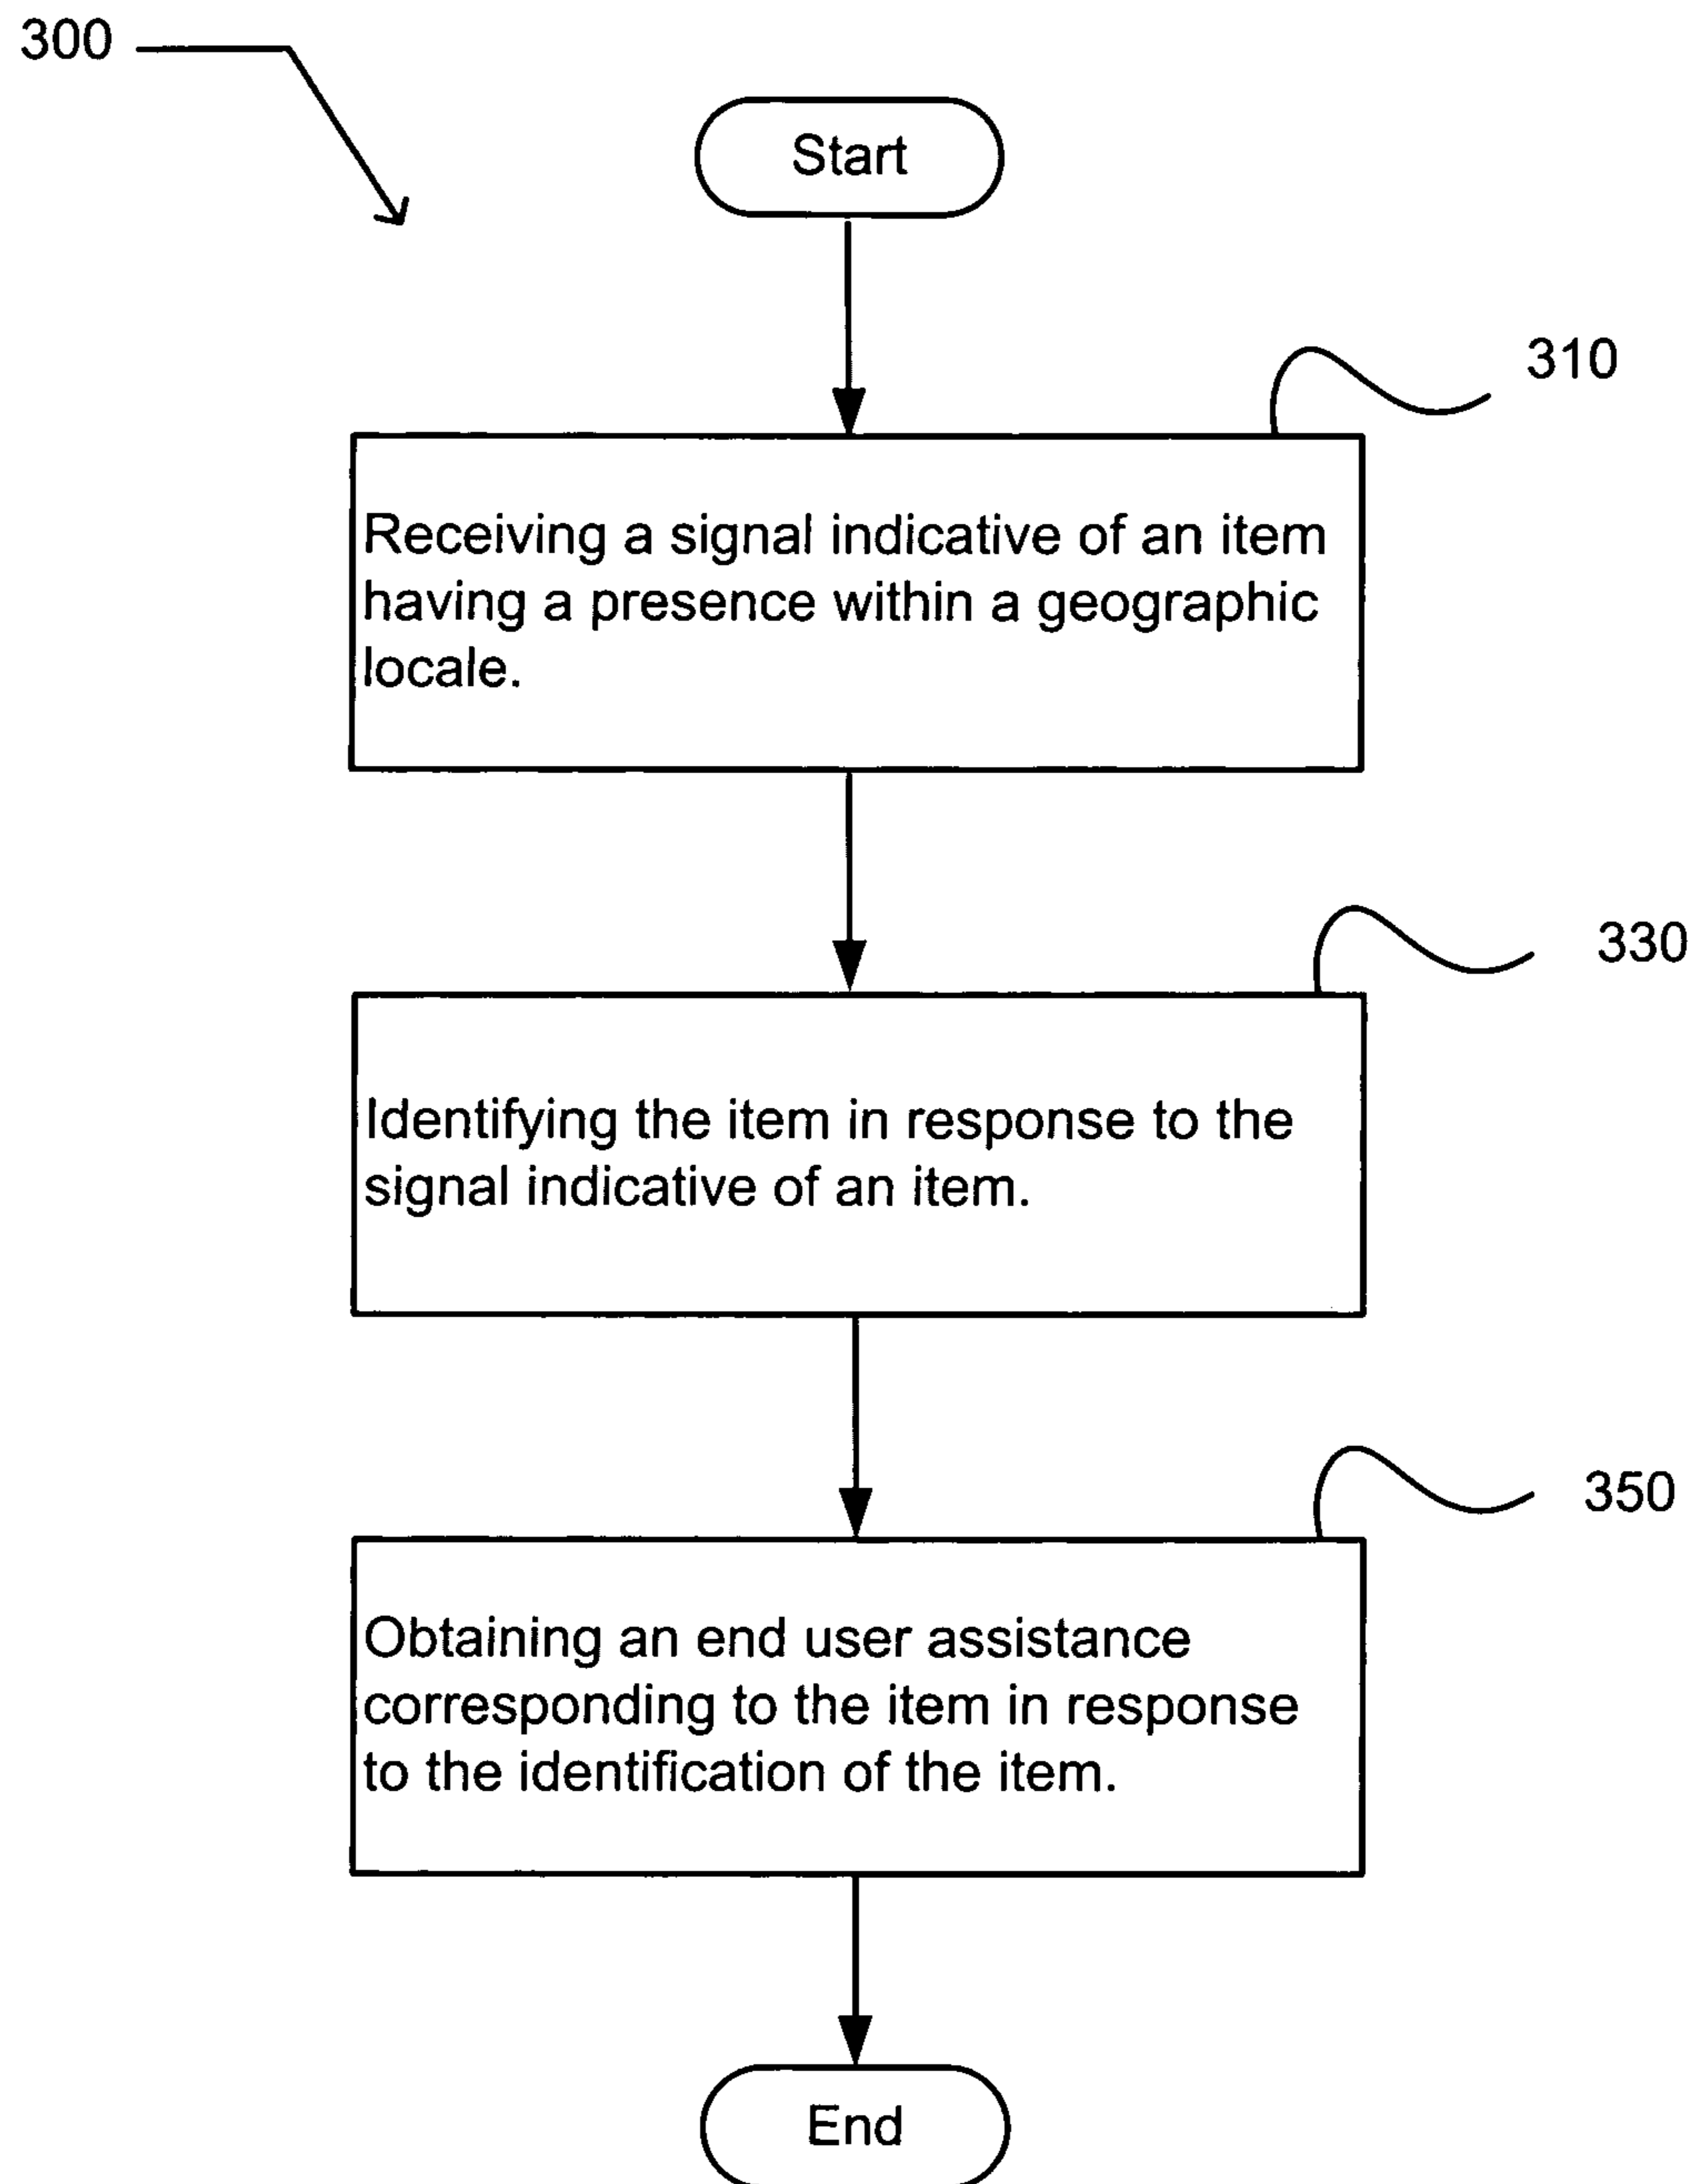 300
Start
310
Receiving a signal indicative of an item
having a presence within a geographic
locale.
330
Identifying the item in response to the
signal indicative of an item.
350
Obtaining an end user assistance
corresponding to the item in response
to the identification of the item.
End